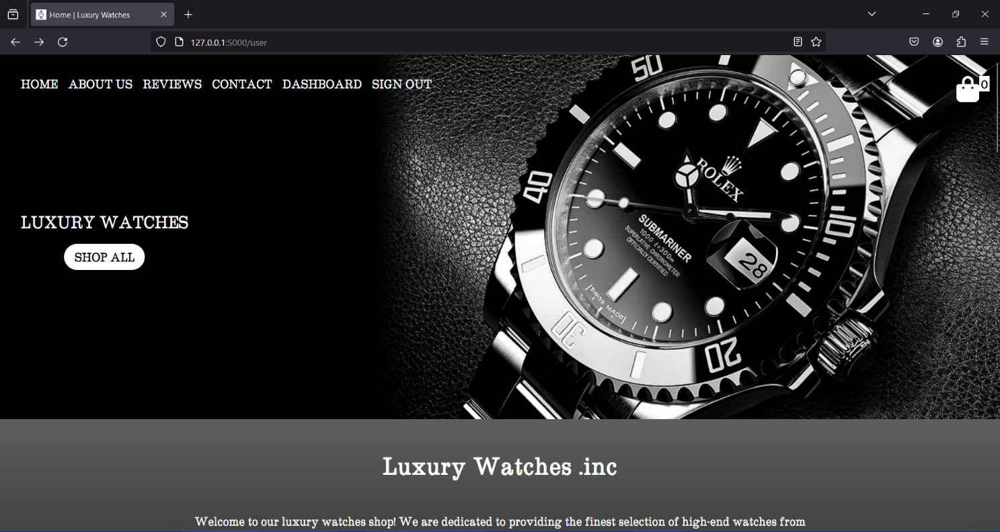 Home | Luxury Watches
127.0.0.1:5000/user
HOME ABOUT US REVIEWS CONTACT DASHBOARD SIGN OUT
0
LUXURY WATCHES
SHOP ALL
50
40
10
30
20
ROLEX
SUBMARINER
1000 ft=300m
SUPERLATIVE CHRONOMETER
OFFICIALLY CERTIFIED
28
SWISS MADE
Luxury Watches .inc
Welcome to our luxury watches shop! We are dedicated to providing the finest selection of high-end watches from